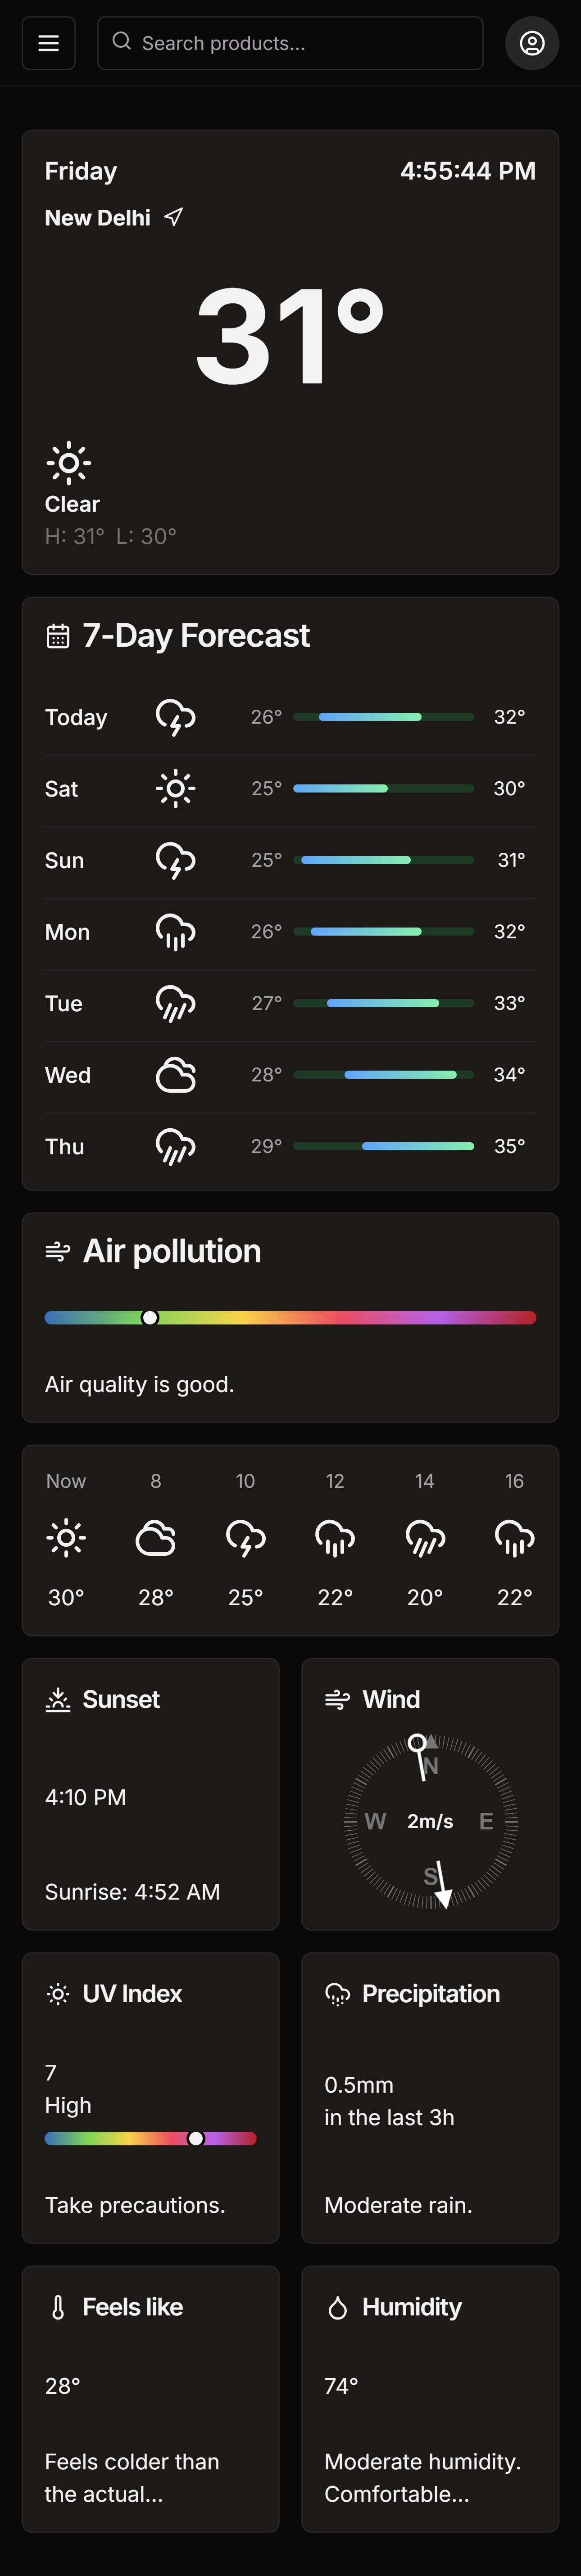 Search products...
Friday 4:55:44 PM
New Delhi
31°
Clear
H: 31° L: 30°
7-Day Forecast
Today 26° 32°
Sat 25° 30°
Sun 25° 31°
Mon 26° 32°
Tue 27° 33°
Wed 28° 34°
Thu 29° 35°
Air pollution
Air quality is good.
Now 8 10 12 14 16
30° 28° 25° 22° 20° 22°
Sunset
4:10 PM
Sunrise: 4:52 AM
Wind
N
W 2m/s E
S
UV Index
7
High
Take precautions.
Precipitation
0.5mm
in the last 3h
Moderate rain.
Feels like
28°
Feels colder than
the actual...
Humidity
74°
Moderate humidity.
Comfortable...